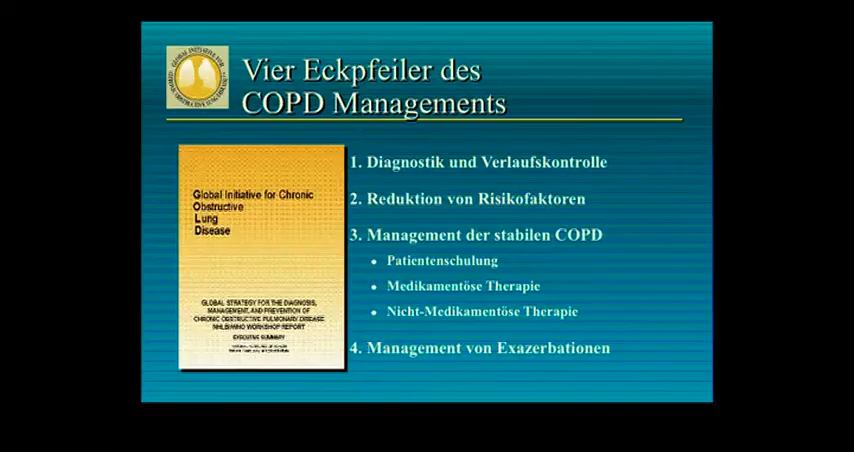 Vier Eckpfeiler des
COPD Managements
Global Initiative for Chronic
Obstructive
Lung
Disease
GLOBAL STRATEGY FOR THE DIAGNOSIS,
MANAGEMENT, AND PREVENTION OF
CHRONIC OBSTRUCTIVE PULMONARY DISEASE
NHLBI/WHO WORKSHOP REPORT
EXECUTIVE SUMMARY
1. Diagnostik und Verlaufskontrolle
2. Reduktion von Risikofaktoren
3. Management der stabilen COPD
• Patientenschulung
• Medikamentöse Therapie
• Nicht-Medikamentöse Therapie
4. Management von Exazerbationen